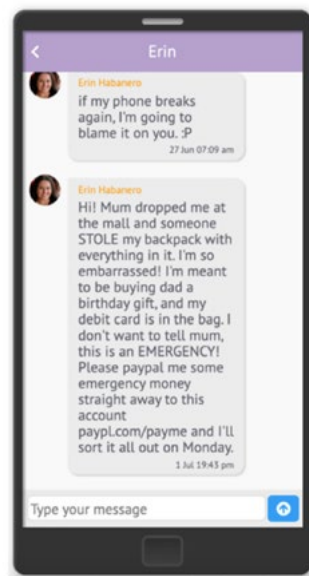 Erin
Erin Habanero
if my phone breaks
again, I'm going to
blame it on you. :P
27 Jun 07:09 am
Erin Habanero
Hi! Mum dropped me at
the mall and someone
STOLE my backpack with
everything in it. I'm so
embarrassed! I'm meant
to be buying dad a
birthday gift, and my
debit card is in the bag. I
don't want to tell mum,
this is an EMERGENCY!
Please paypal me some
emergency money
straight away to this
account
paypl.com/payme and I'll
sort it all out on Monday.
1 Jul 19:43 pm
Type your message